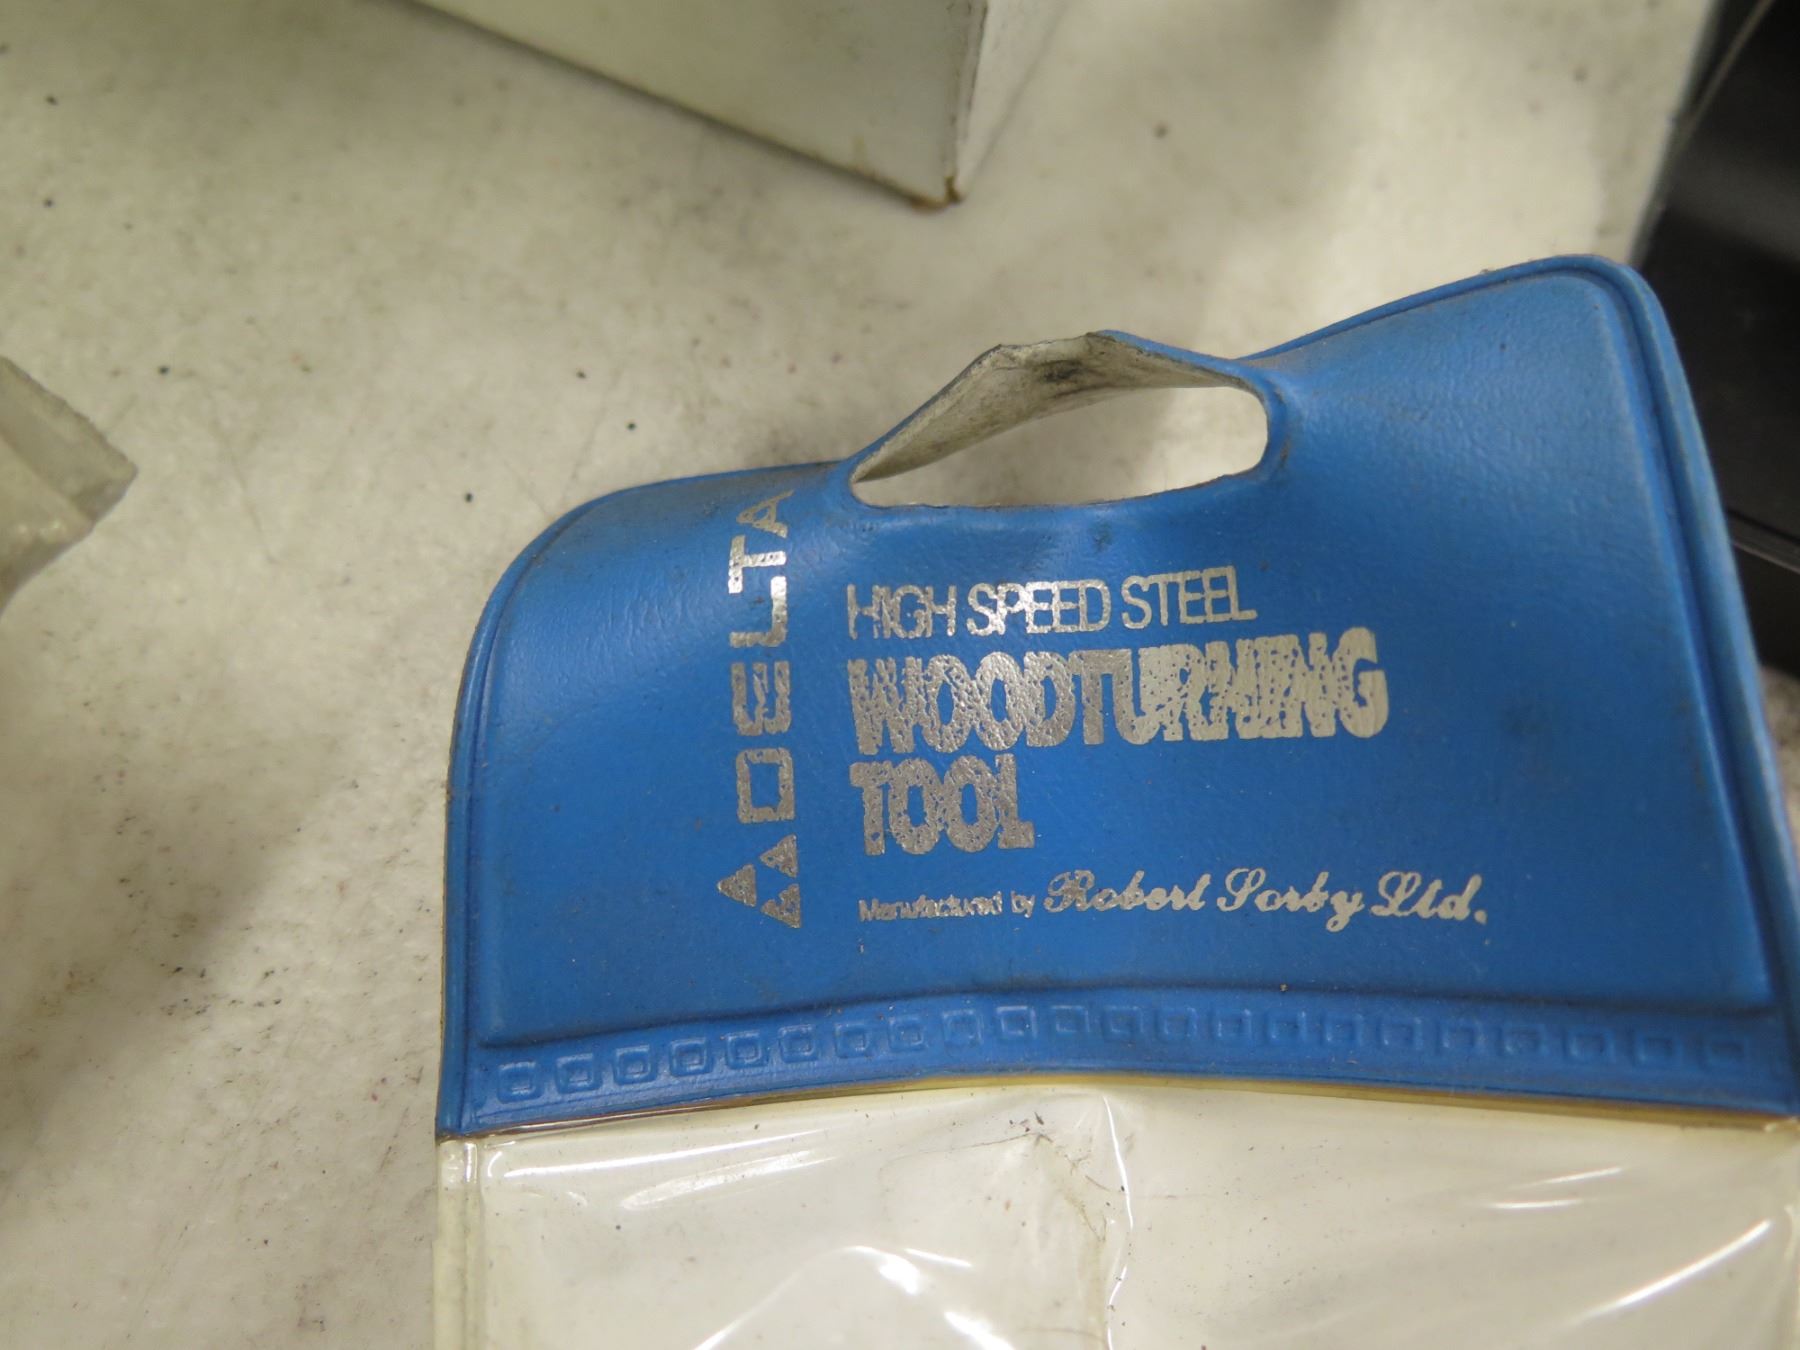 DELTA
HIGH SPEED STEEL
WOODTURNING
TOOL
Manufactured by Robert Sorby Ltd.